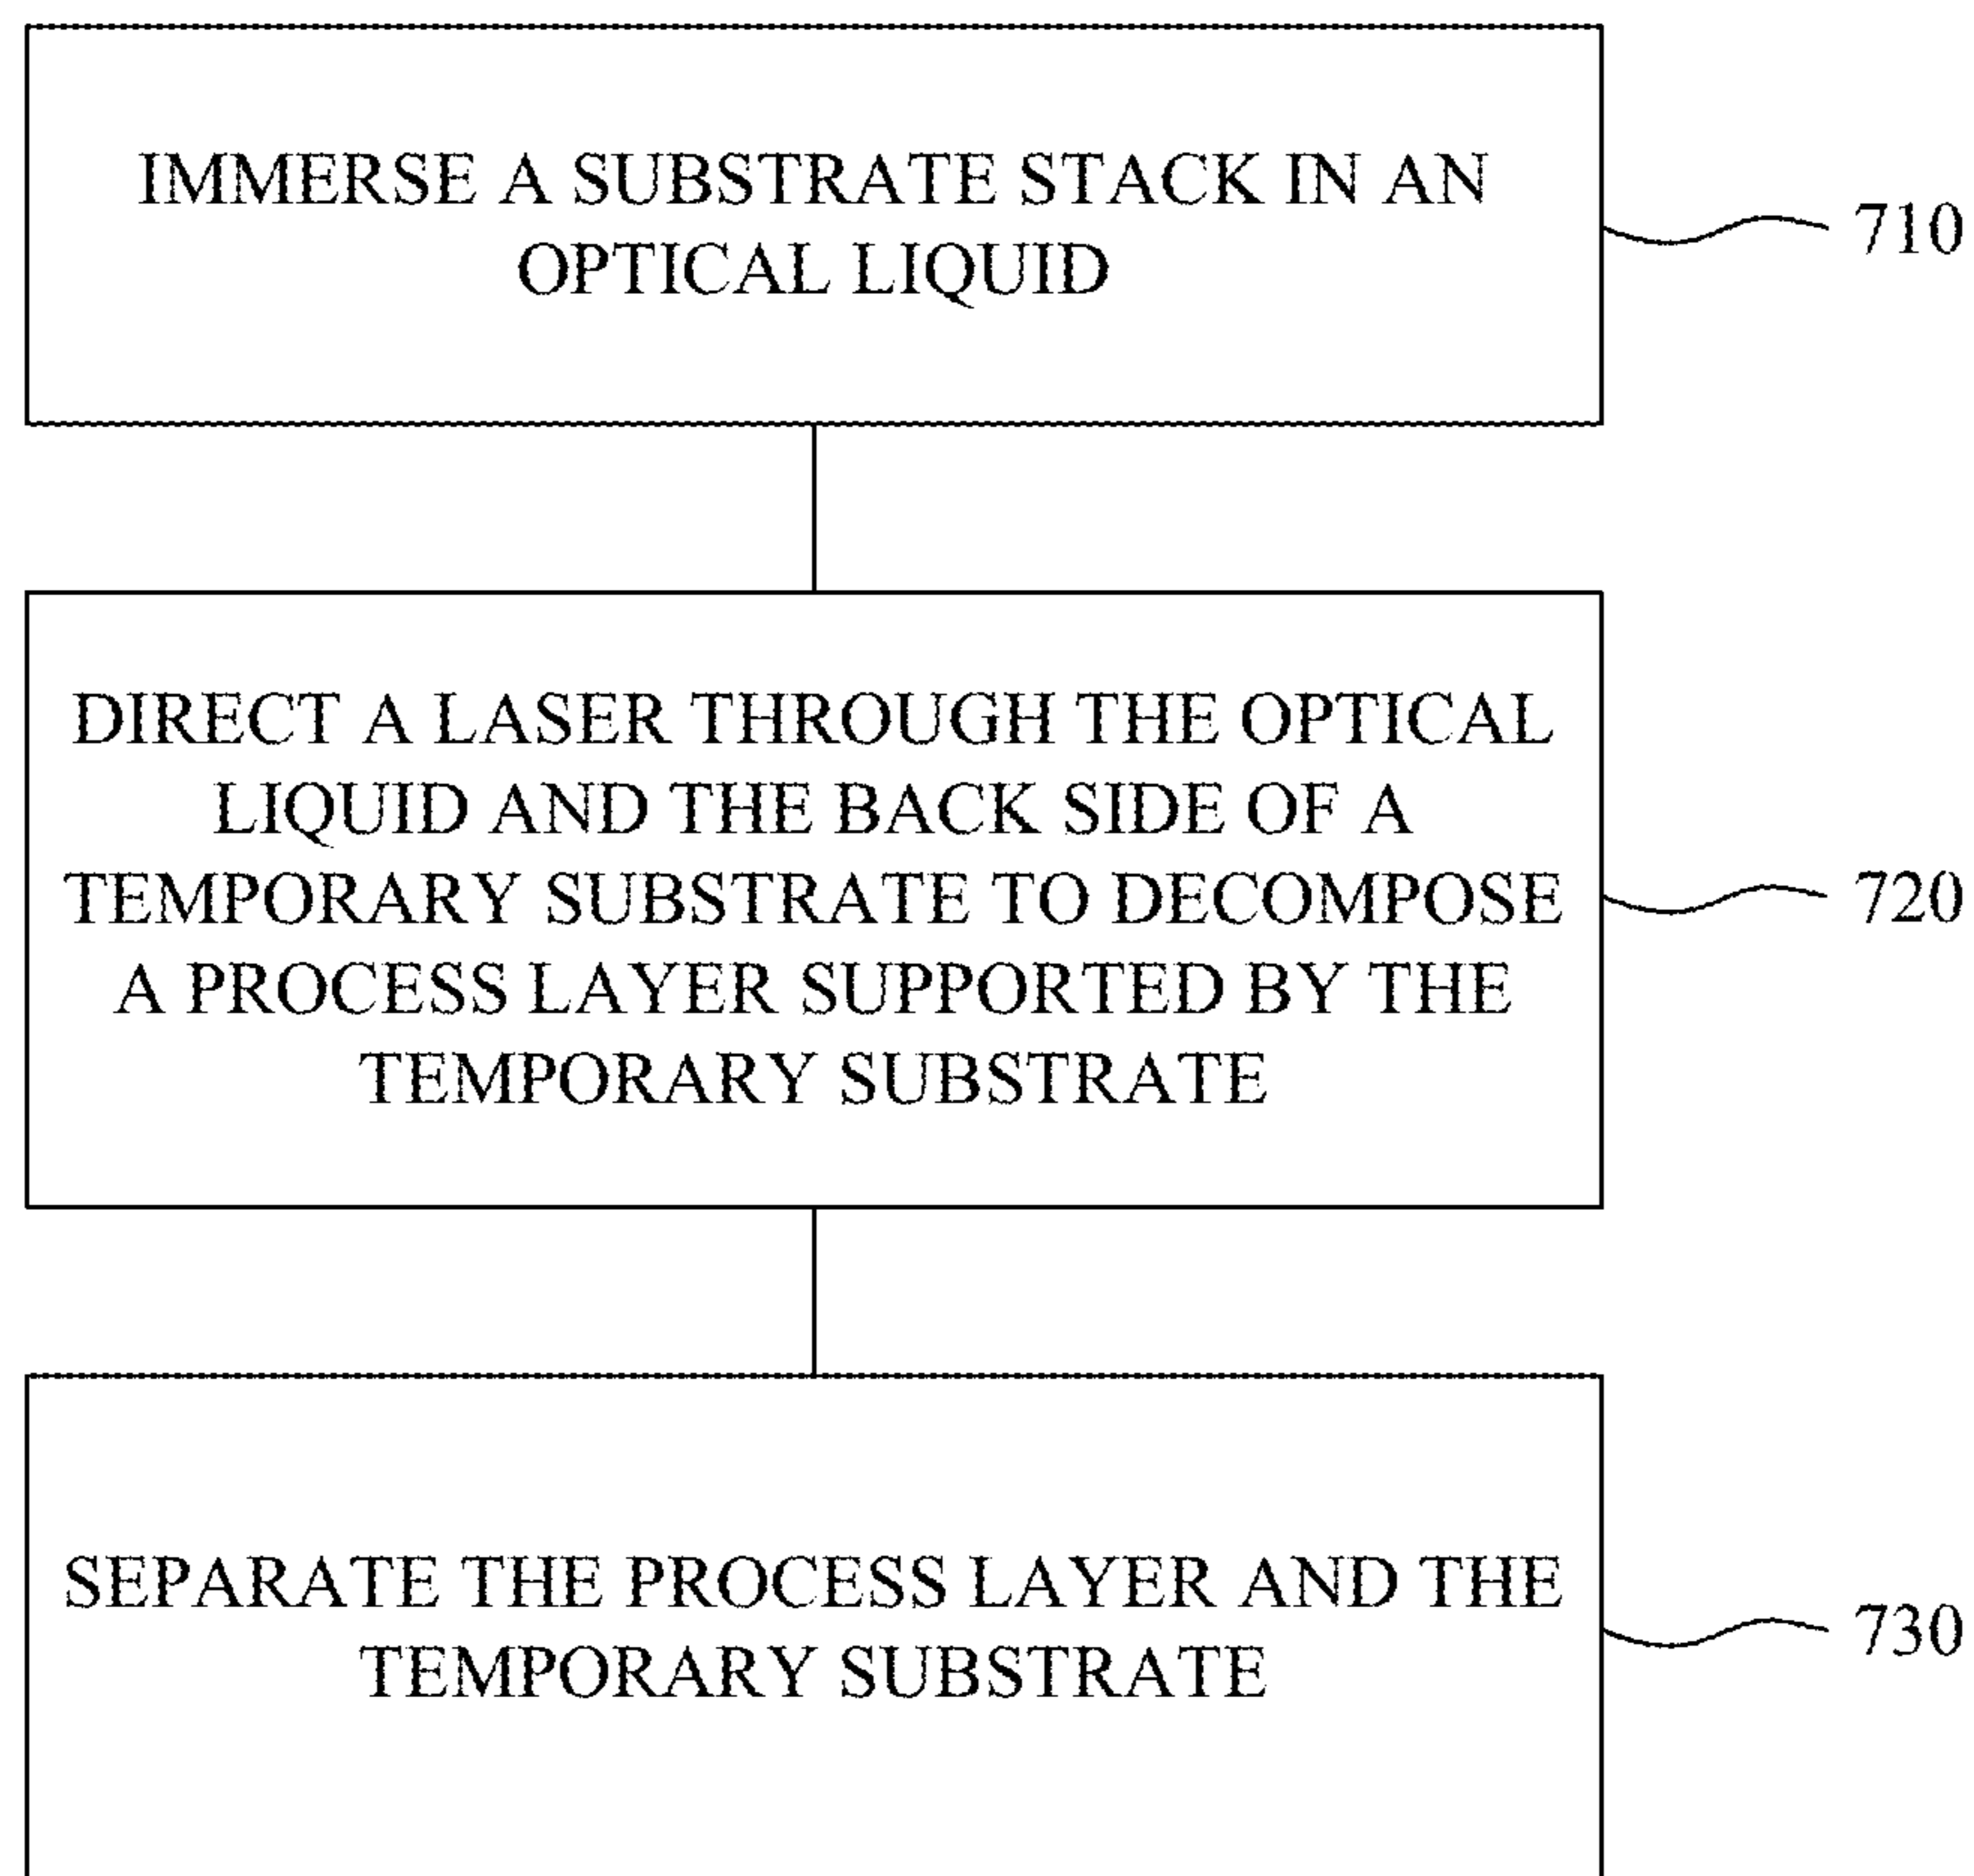 IMMERSE A SUBSTRATE STACK IN AN
OPTICAL LIQUID
710
DIRECT A LASER THROUGH THE OPTICAL
LIQUID AND THE BACK SIDE OF A
TEMPORARY SUBSTRATE TO DECOMPOSE
A PROCESS LAYER SUPPORTED BY THE
TEMPORARY SUBSTRATE
720
SEPARATE THE PROCESS LAYER AND THE
TEMPORARY SUBSTRATE
730